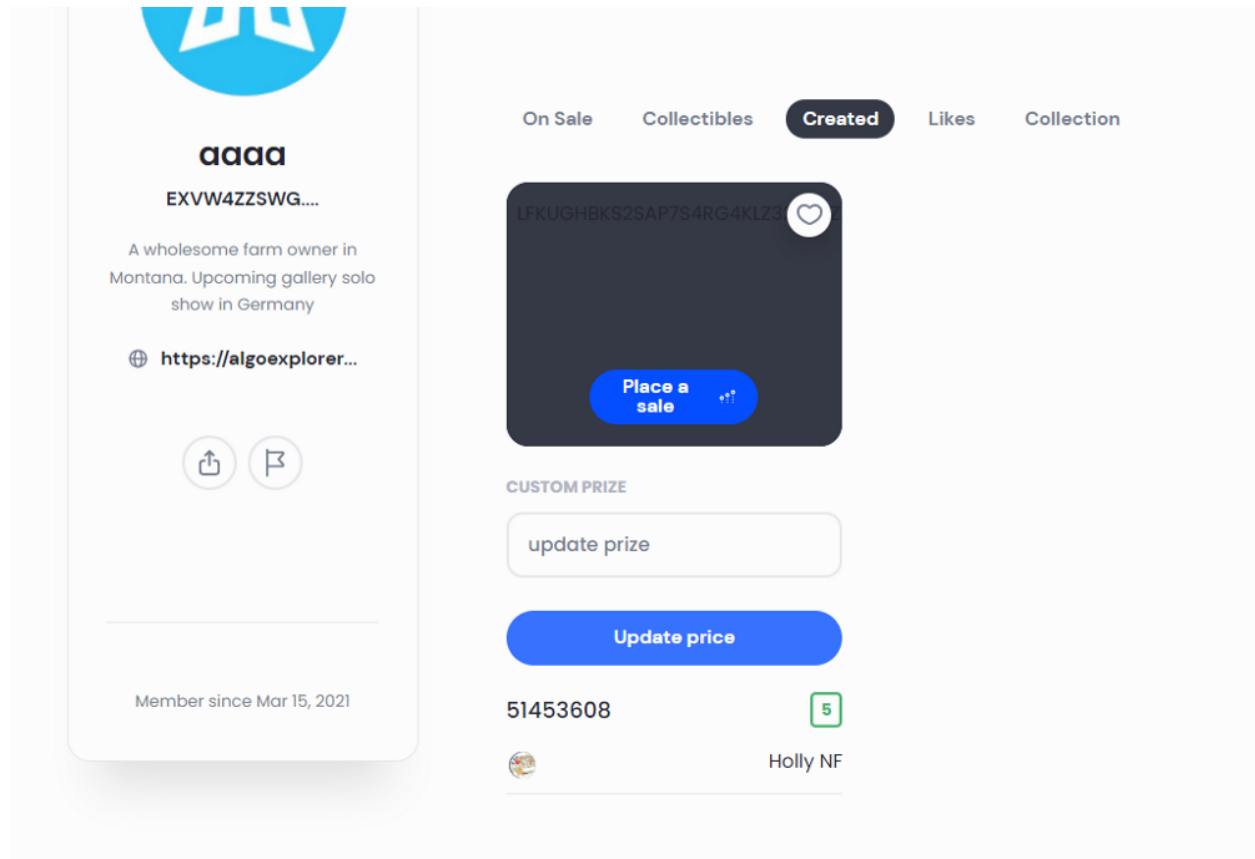 aaaa
EXVW4ZZSWG....
A wholesome farm owner in
Montana. Upcoming gallery solo
show in Germany
https://algoexplorer...
Member since Mar 15, 2021
On Sale Collectibles Created Likes Collection
Place a
sale
CUSTOM PRIZE
update prize
Update price
51453608 5
Holly NF